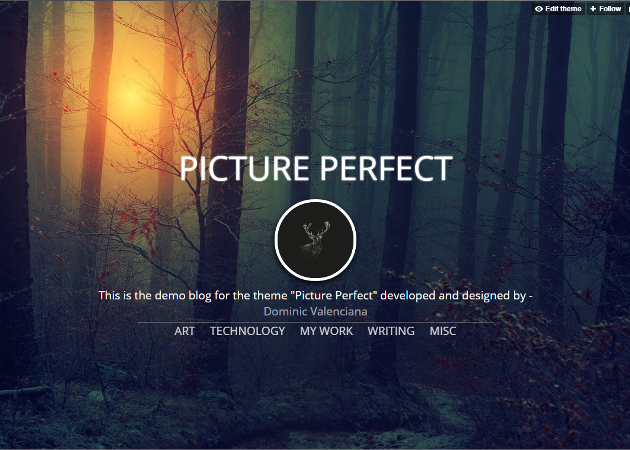 Edit theme
+ Follow
PICTURE PERFECT
This is the demo blog for the theme "Picture Perfect" developed and designed by -
Dominic Valenciana
ART TECHNOLOGY MY WORK WRITING MISC